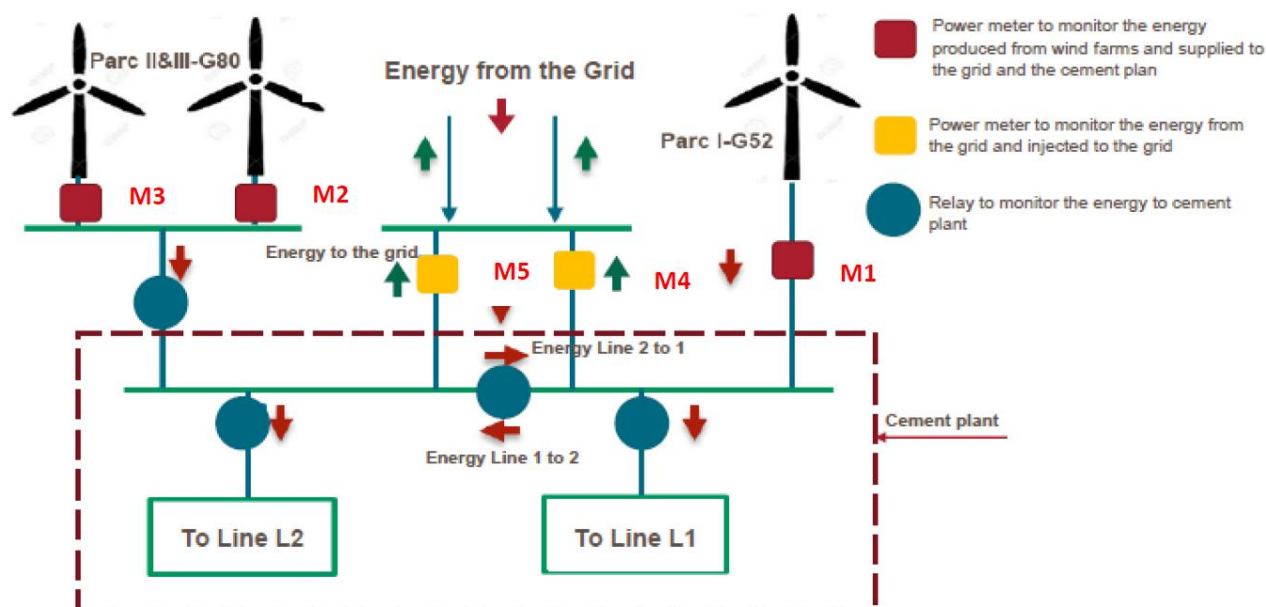 Parc II&III-G80
Energy from the Grid
Parc I-G52
Power meter to monitor the energy
produced from wind farms and supplied to
the grid and the cement plan
Power meter to monitor the energy from
the grid and injected to the grid
Relay to monitor the energy to cement
plant
M3
M2
Energy to the grid
M5
M4
M1
Energy Line 2 to 1
Energy Line 1 to 2
Cement plant
To Line L2
To Line L1